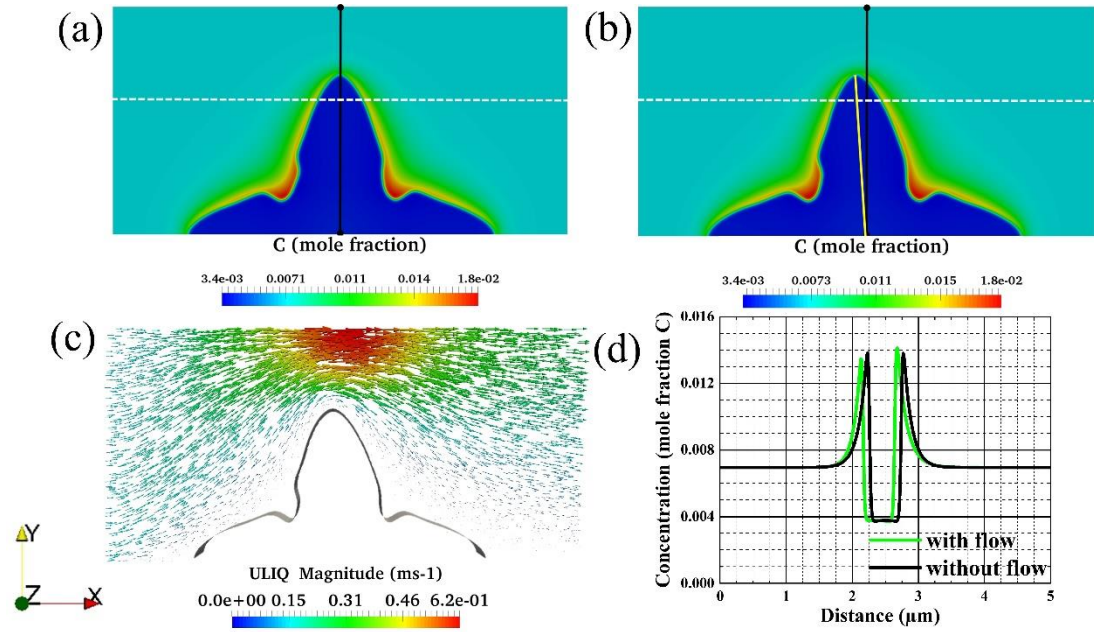 (a)
C (mole fraction)
3.4e-03 0.0071 0.011 0.014 1.8e-02
(b)
C (mole fraction)
3.4e-03 0.0073 0.011 0.015 1.8e-02
(c)
Y
Z
X
ULIQ Magnitude (ms-1)
0.0e+00 0.15 0.31 0.46 6.2e-01
(d)
Concentration (mole fraction C)
0.016
0.012
0.008
0.004
0.000
with flow
without flow
0 1 2 3 4 5
Distance (µm)